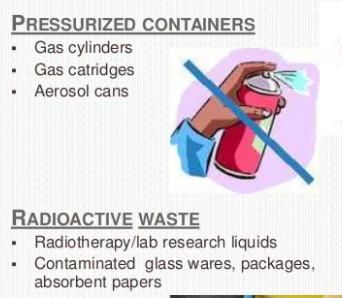 PRESSURIZED CONTAINERS
▪ Gas cylinders
▪ Gas catridges
▪ Aerosol cans
RADIOACTIVE WASTE
▪ Radiotherapy/lab research liquids
▪ Contaminated glass wares, packages,
absorbent papers